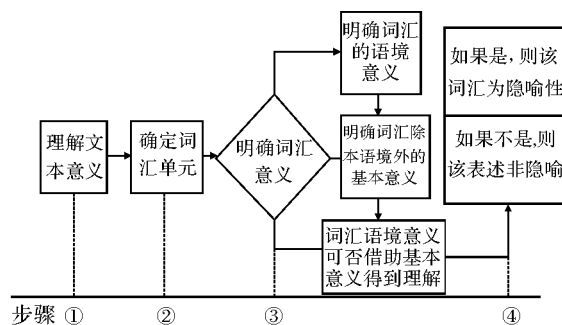 理解文
本意义
确定词
汇单元
明确词汇
意义
明确词汇
的语境
意义
明确词汇除
本语境外的
基本意义
词汇语境意义
可否借助基本
意义得到理解
如果是,则该
词汇为隐喻性
如果不是,则
该表述非隐喻
步骤 ① ② ③ ④